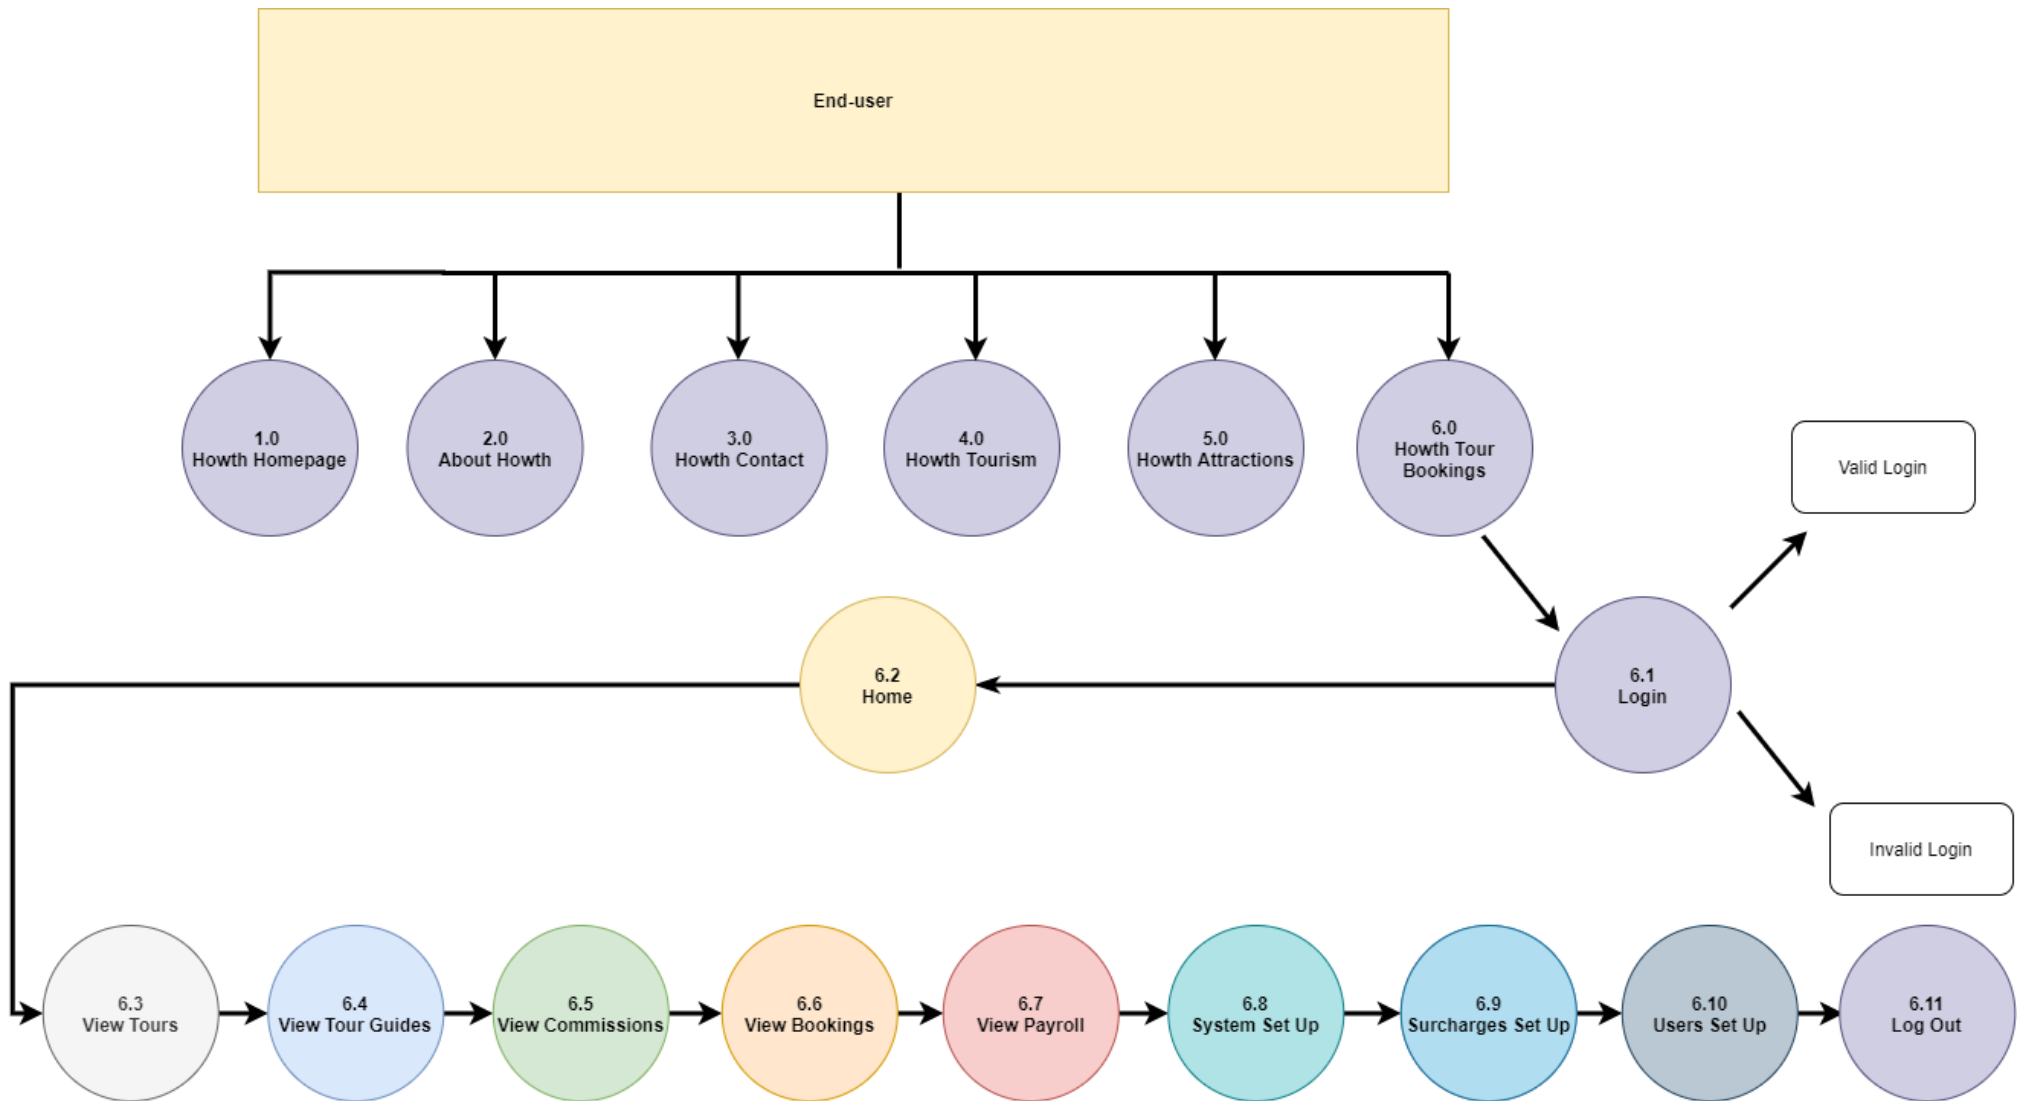 End-user
1.0
Howth Homepage
2.0
About Howth
3.0
Howth Contact
4.0
Howth Tourism
5.0
Howth Attractions
6.0
Howth Tour
Bookings
Valid Login
6.2
Home
6.1
Login
Invalid Login
6.3
View Tours
6.4
View Tour Guides
6.5
View Commissions
6.6
View Bookings
6.7
View Payroll
6.8
System Set Up
6.9
Surcharges Set Up
6.10
Users Set Up
6.11
Log Out